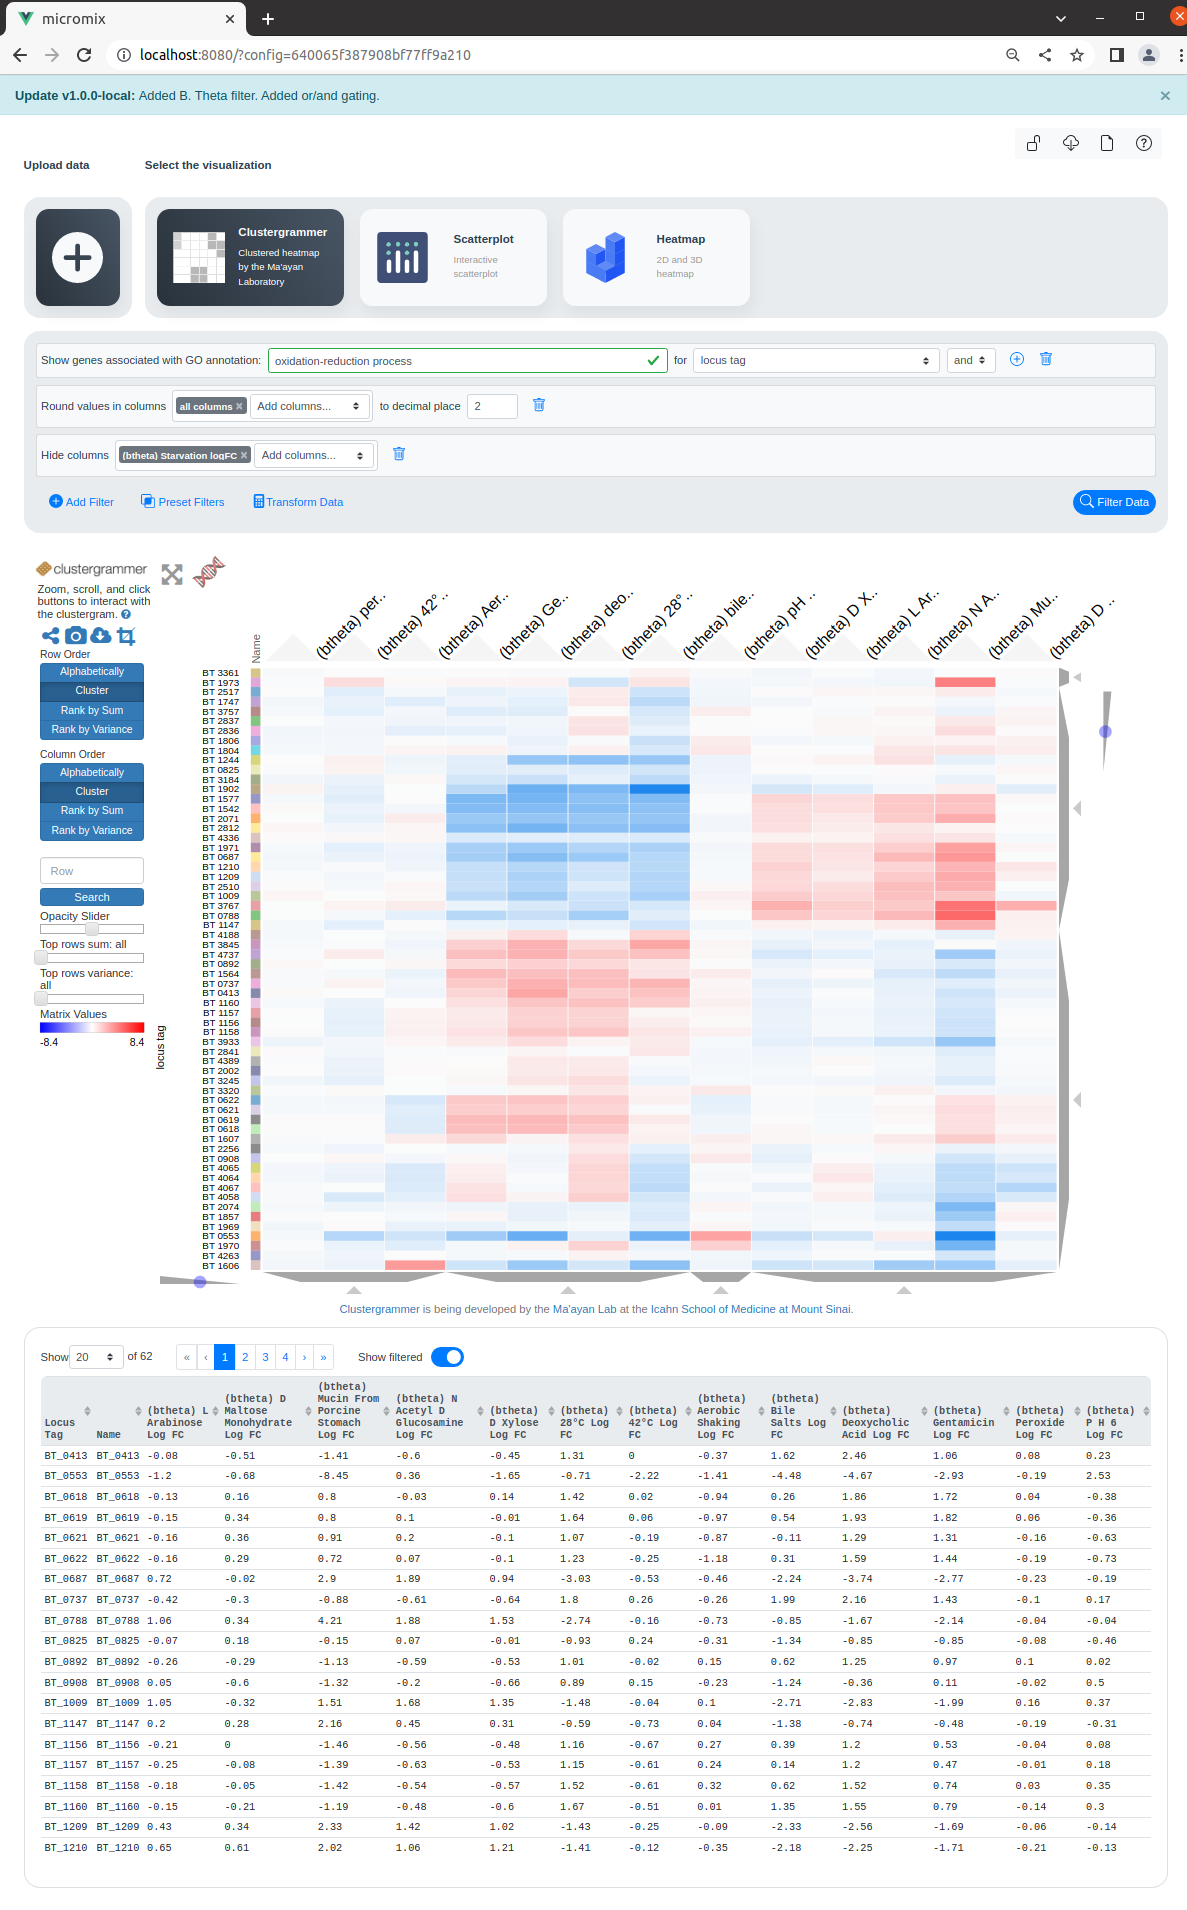 micromix
localhost:8080/?config=640065f387908bf77ff9a210
Update v1.0.0-local: Added B. Theta filter. Added or/and gating.
Upload data
Select the visualization
Clustergrammer
Clustered heatmap
by the Ma'ayan
Laboratory
Scatterplot
Interactive
scatterplot
Heatmap
2D and 3D
heatmap
Show genes associated with GO annotation: oxidation-reduction process for locus tag and
Round values in columns all columns × Add columns... to decimal place 2
Hide columns (btheta) Starvation logFC × Add columns...
Add Filter Preset Filters Transform Data Filter Data
clustergrammer
Zoom, scroll, and click
buttons to interact with
the clustergram.
Row Order
Alphabetically
Cluster
Rank by Sum
Rank by Variance
Column Order
Alphabetically
Cluster
Rank by Sum
Rank by Variance
Row
Search
Opacity Slider
Top rows sum: all
Top rows variance:
all
Matrix Values
-8.4 8.4
locus tag
Name
(btheta) per..
(btheta) 42° ..
(btheta) Aer..
(btheta) Ge..
(btheta) deo..
(btheta) 28° ..
(btheta) bile..
(btheta) pH ..
(btheta) D X..
(btheta) L Ar..
(btheta) N A..
(btheta) Mu..
(btheta) D ..
BT 3361
BT 1973
BT 2517
BT 1747
BT 3757
BT 2837
BT 2836
BT 1806
BT 1804
BT 1244
BT 0825
BT 3184
BT 1902
BT 1577
BT 1542
BT 2071
BT 2812
BT 4336
BT 1971
BT 0687
BT 1210
BT 1209
BT 2510
BT 1009
BT 3767
BT 0788
BT 1147
BT 4188
BT 3845
BT 4737
BT 0892
BT 1564
BT 0737
BT 0413
BT 1160
BT 1157
BT 1156
BT 1158
BT 3933
BT 2841
BT 4389
BT 2002
BT 3245
BT 3320
BT 0622
BT 0621
BT 0619
BT 0618
BT 1607
BT 2256
BT 0908
BT 4065
BT 4064
BT 4067
BT 4058
BT 2074
BT 1857
BT 1969
BT 0553
BT 1970
BT 4263
BT 1606
Clustergrammer is being developed by the Ma'ayan Lab at the Icahn School of Medicine at Mount Sinai.
Show 20 of 62 « ‹ 1 2 3 4 › » Show filtered
Locus Tag Name (btheta) L Arabinose Log FC (btheta) D Maltose Monohydrate Log FC (btheta) Mucin From Porcine Stomach Log FC (btheta) N Acetyl D Glucosamine Log FC (btheta) D Xylose Log FC (btheta) 28°C Log FC (btheta) 42°C Log FC (btheta) Aerobic Shaking Log FC (btheta) Bile Salts Log FC (btheta) Deoxycholic Acid Log FC (btheta) Gentamicin Log FC (btheta) Peroxide Log FC (btheta) P H 6 Log FC
BT_0413 BT_0413 -0.08 -0.51 -1.41 -0.6 -0.45 1.31 0 -0.37 1.62 2.46 1.06 0.08 0.23
BT_0553 BT_0553 -1.2 -0.68 -8.45 0.36 -1.65 -0.71 -2.22 -1.41 -4.48 -4.67 -2.93 -0.19 2.53
BT_0618 BT_0618 -0.13 0.16 0.8 -0.03 0.14 1.42 0.02 -0.94 0.26 1.86 1.72 0.04 -0.38
BT_0619 BT_0619 -0.15 0.34 0.8 0.1 -0.01 1.64 0.06 -0.97 0.54 1.93 1.82 0.06 -0.36
BT_0621 BT_0621 -0.16 0.36 0.91 0.2 -0.1 1.07 -0.19 -0.87 -0.11 1.29 1.31 -0.16 -0.63
BT_0622 BT_0622 -0.16 0.29 0.72 0.07 -0.1 1.23 -0.25 -1.18 0.31 1.59 1.44 -0.19 -0.73
BT_0687 BT_0687 0.72 -0.02 2.9 1.89 0.94 -3.03 -0.53 -0.46 -2.24 -3.74 -2.77 -0.23 -0.19
BT_0737 BT_0737 -0.42 -0.3 -0.88 -0.61 -0.64 1.8 0.26 -0.26 1.99 2.16 1.43 -0.1 0.17
BT_0788 BT_0788 1.06 0.34 4.21 1.88 1.53 -2.74 -0.16 -0.73 -0.85 -1.67 -2.14 -0.04 -0.04
BT_0825 BT_0825 -0.07 0.18 -0.15 0.07 -0.01 -0.93 0.24 -0.31 -1.34 -0.85 -0.85 -0.08 -0.46
BT_0892 BT_0892 -0.26 -0.29 -1.13 -0.59 -0.53 1.01 -0.02 0.15 0.62 1.25 0.97 0.1 0.02
BT_0908 BT_0908 0.05 -0.6 -1.32 -0.2 -0.66 0.89 0.15 -0.23 -1.24 -0.36 0.11 -0.02 0.5
BT_1009 BT_1009 1.05 -0.32 1.51 1.68 1.35 -1.48 -0.04 0.1 -2.71 -2.83 -1.99 0.16 0.37
BT_1147 BT_1147 0.2 0.28 2.16 0.45 0.31 -0.59 -0.73 0.04 -1.38 -0.74 -0.48 -0.19 -0.31
BT_1156 BT_1156 -0.21 0 -1.46 -0.56 -0.48 1.16 -0.67 0.27 0.39 1.2 0.53 -0.04 0.08
BT_1157 BT_1157 -0.25 -0.08 -1.39 -0.63 -0.53 1.15 -0.61 0.24 0.14 1.2 0.47 -0.01 0.18
BT_1158 BT_1158 -0.18 -0.05 -1.42 -0.54 -0.57 1.52 -0.61 0.32 0.62 1.52 0.74 0.03 0.35
BT_1160 BT_1160 -0.15 -0.21 -1.19 -0.48 -0.6 1.67 -0.51 0.01 1.35 1.55 0.79 -0.14 0.3
BT_1209 BT_1209 0.43 0.34 2.33 1.42 1.02 -1.43 -0.25 -0.09 -2.33 -2.56 -1.69 -0.06 -0.14
BT_1210 BT_1210 0.65 0.61 2.02 1.06 1.21 -1.41 -0.12 -0.35 -2.18 -2.25 -1.71 -0.21 -0.13